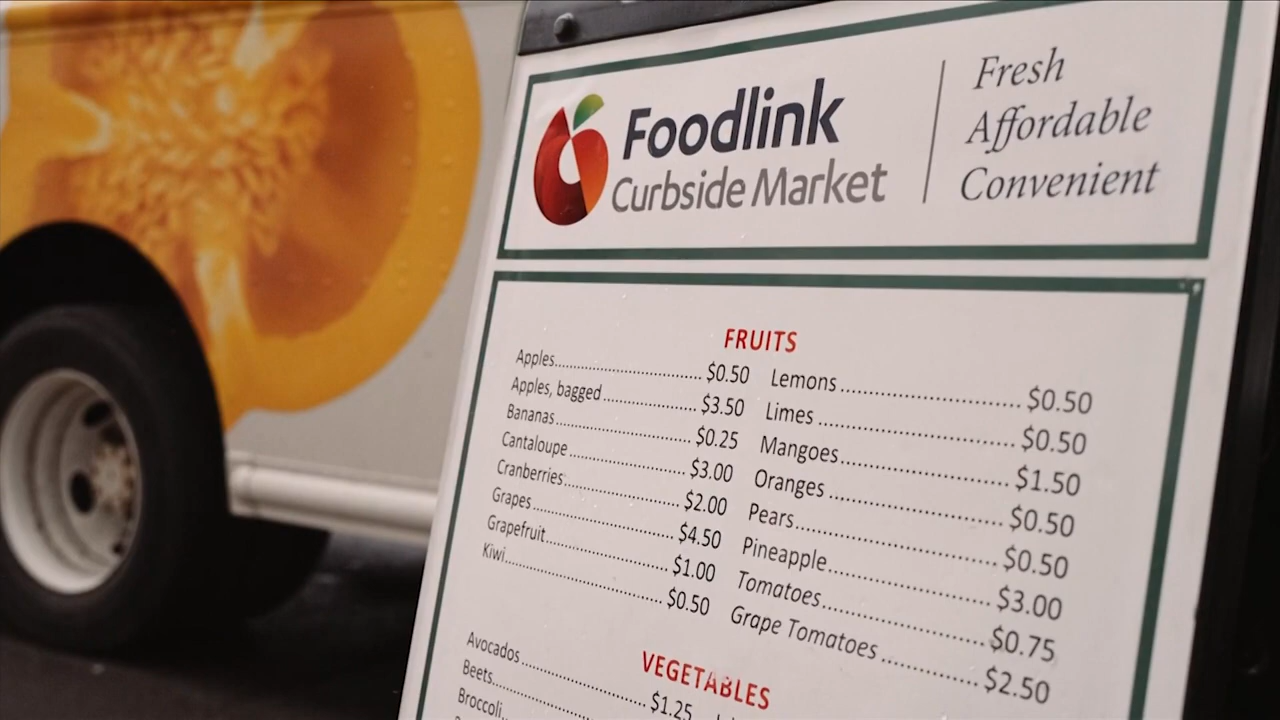 Foodlink
Curbside Market
Fresh
Affordable
Convenient
FRUITS
Apples $0.50
Apples, bagged $3.50
Bananas $0.25
Cantaloupe $3.00
Cranberries $2.00
Grapes $4.50
Grapefruit $1.00
Kiwi $0.50
Lemons $0.50
Limes $0.50
Mangoes $1.50
Oranges $0.50
Pears $0.50
Pineapple $3.00
Tomatoes $0.75
Grape Tomatoes $2.50
VEGETABLES
Avocados $1.25
Beets
Broccoli